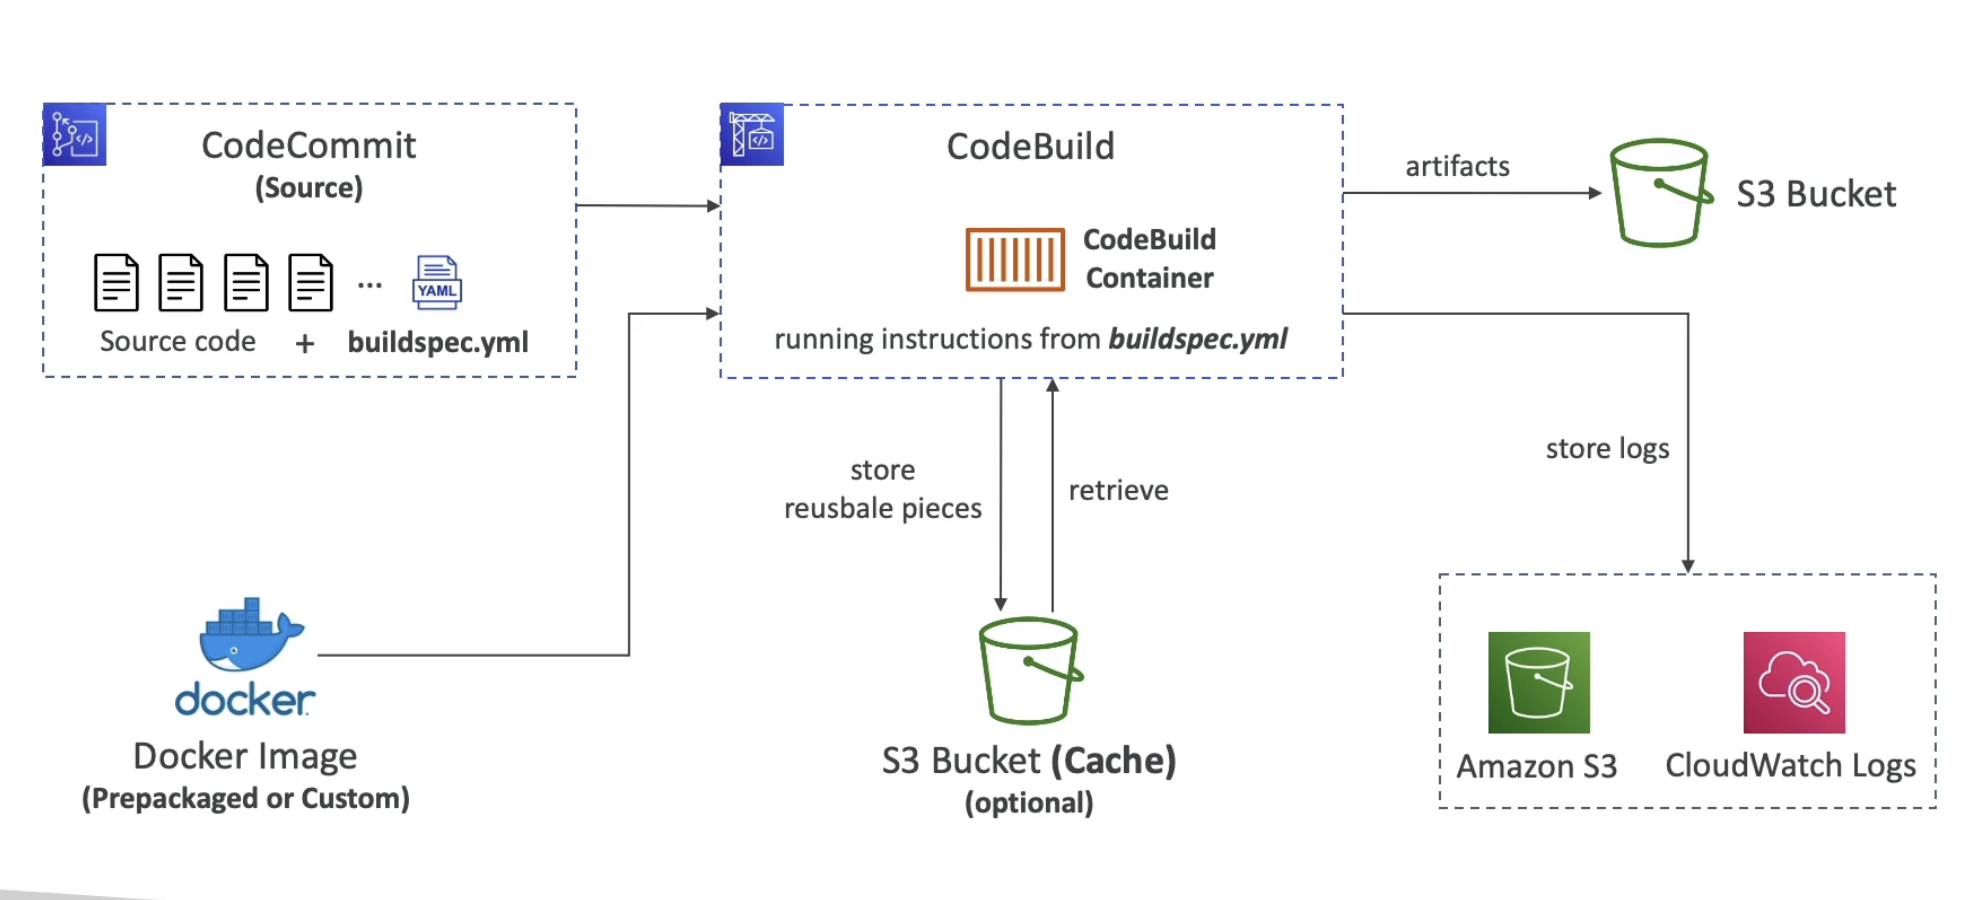 CodeCommit
(Source)
...
YAML
Source code + buildspec.yml
CodeBuild
CodeBuild
Container
running instructions from buildspec.yml
artifacts
S3 Bucket
store
reusbale pieces
retrieve
store logs
docker
Docker Image
(Prepackaged or Custom)
S3 Bucket (Cache)
(optional)
Amazon S3
CloudWatch Logs